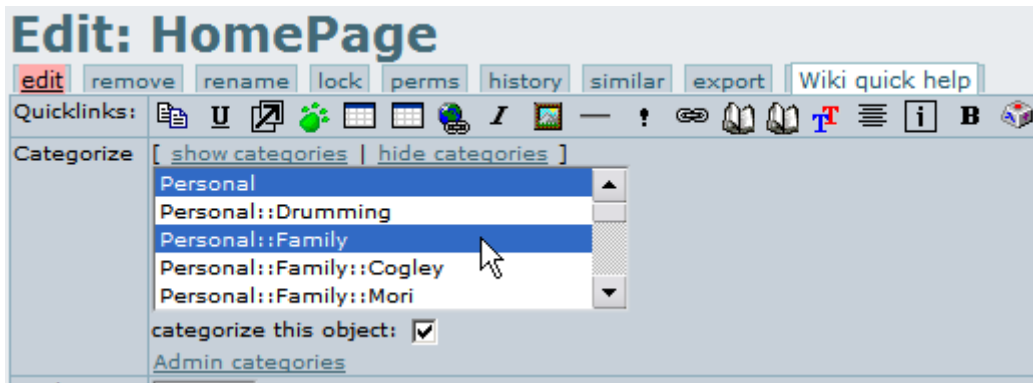 Edit: HomePage
edit remove rename lock perms history similar export Wiki quick help
Quicklinks: U I ! T T i B
Categorize [ show categories | hide categories ]
Personal
Personal::Drumming
Personal::Family
Personal::Family::Cogley
Personal::Family::Mori
categorize this object:
Admin categories